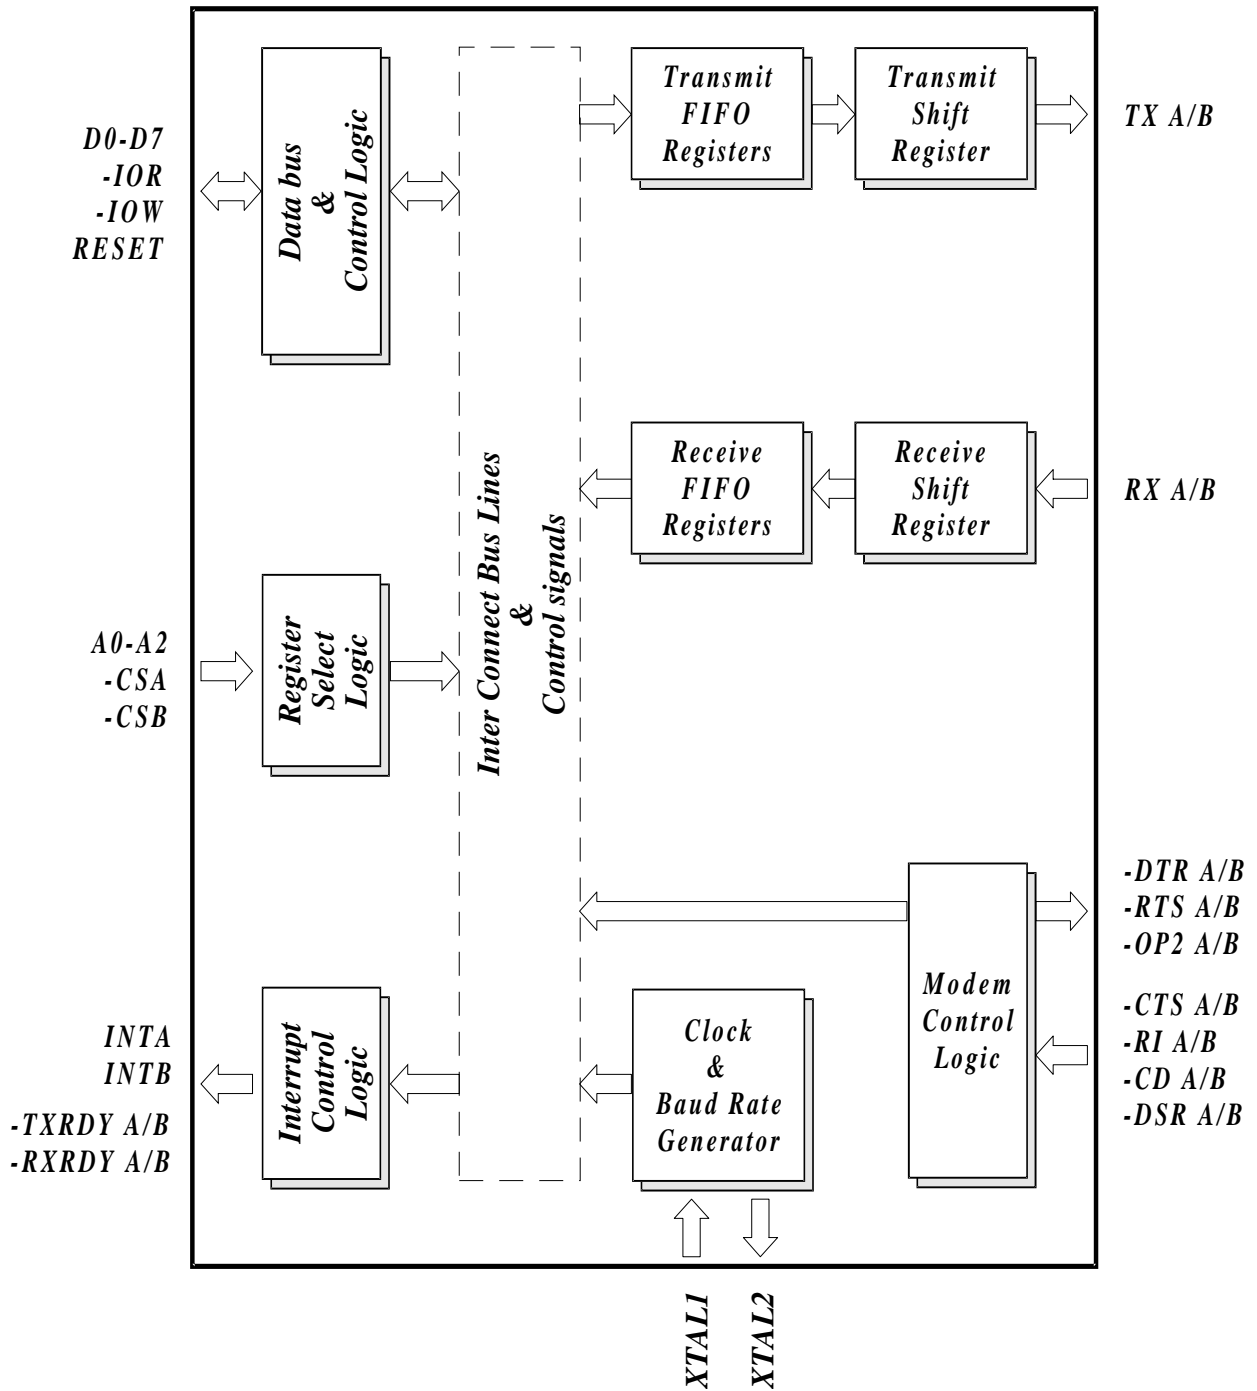 D0-D7
-IOR
-IOW
RESET
Data bus
&
Control Logic
A0-A2
-CSA
-CSB
Register
Select
Logic
INTA
INTB
-TXRDY A/B
-RXRDY A/B
Interrupt
Control
Logic
Inter Connect Bus Lines
&
Control signals
Transmit
FIFO
Registers
Transmit
Shift
Register
TX A/B
Receive
FIFO
Registers
Receive
Shift
Register
RX A/B
Clock
&
Baud Rate
Generator
Modem
Control
Logic
-DTR A/B
-RTS A/B
-OP2 A/B
-CTS A/B
-RI A/B
-CD A/B
-DSR A/B
XTAL1
XTAL2